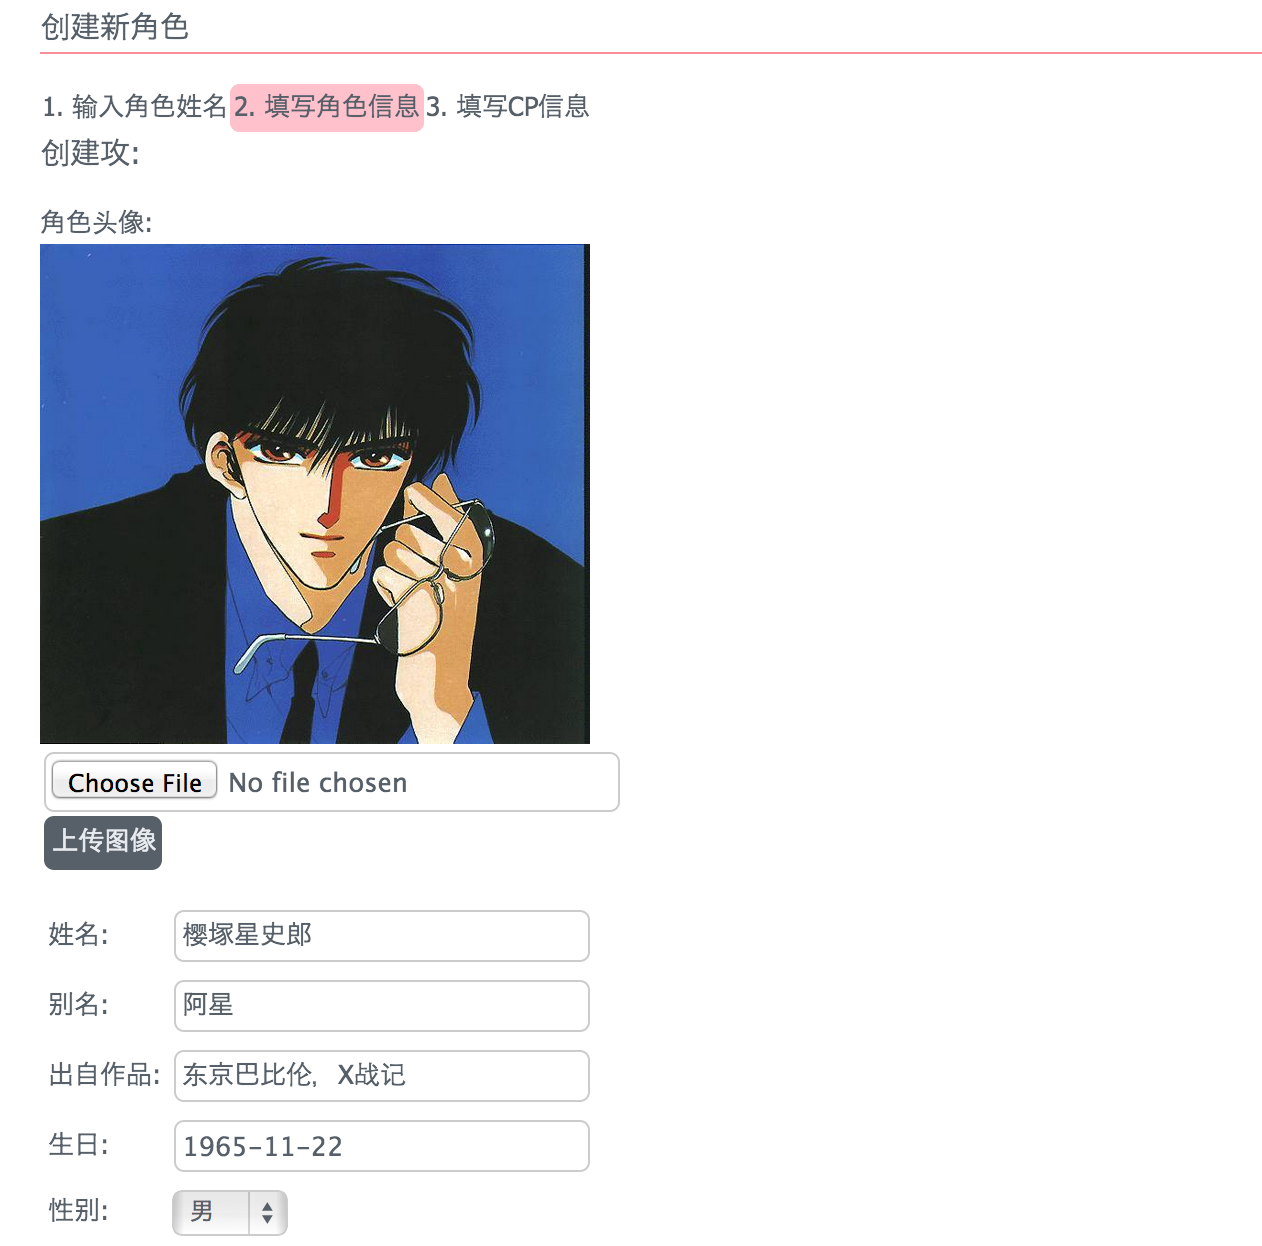 创建新角色
1. 输入角色姓名 2. 填写角色信息 3. 填写CP信息
创建攻:
角色头像:
Choose File No file chosen
上传图像
姓名: 樱塚星史郎
别名: 阿星
出自作品: 东京巴比伦，X战记
生日: 1965-11-22
性别: 男